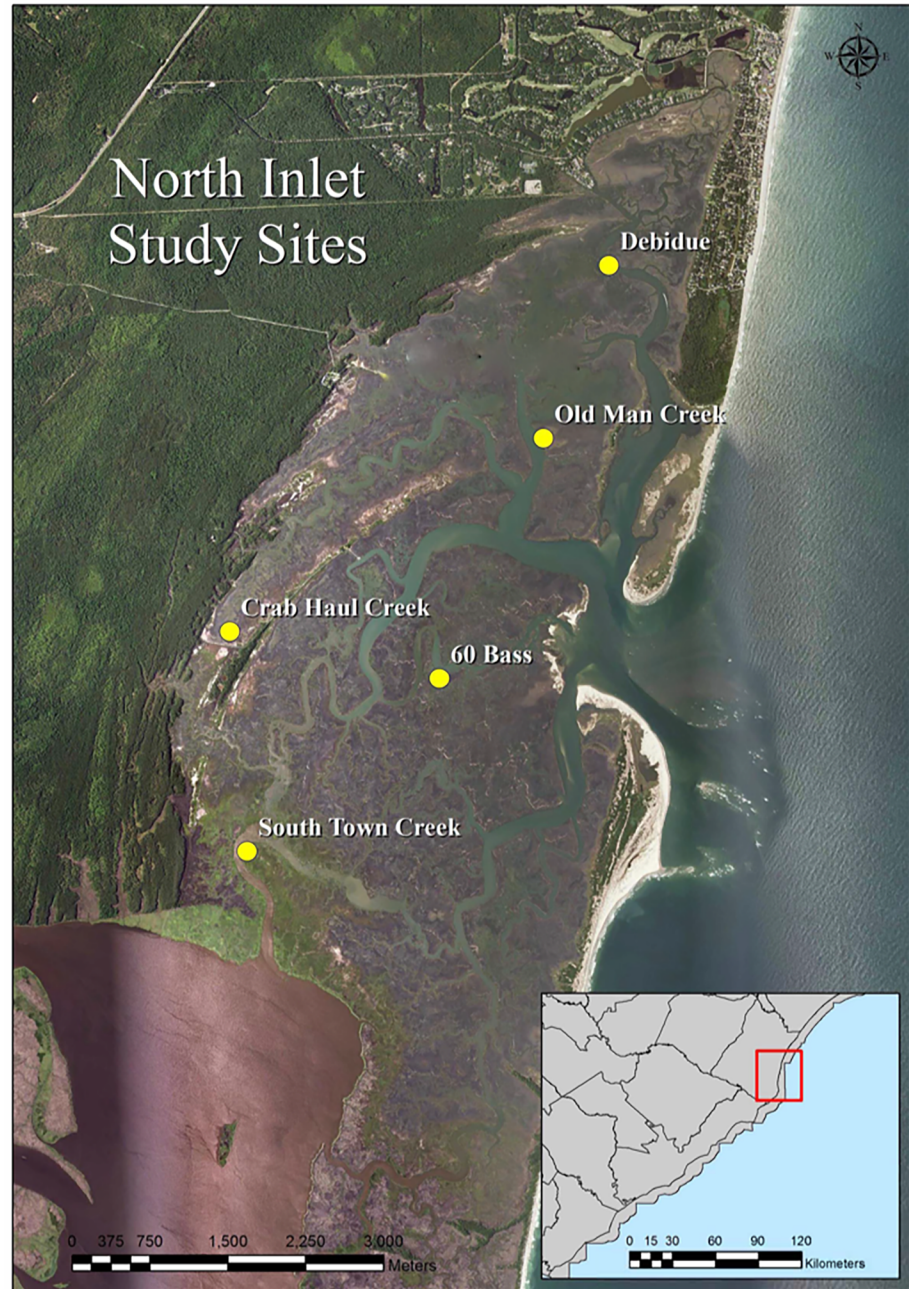 N
W E
S
North Inlet
Study Sites
Debidue
Old Man Creek
Crab Haul Creek
60 Bass
South Town Creek
0 375 750 1,500 2,250 3,000
Meters
0 15 30 60 90 120
Kilometers